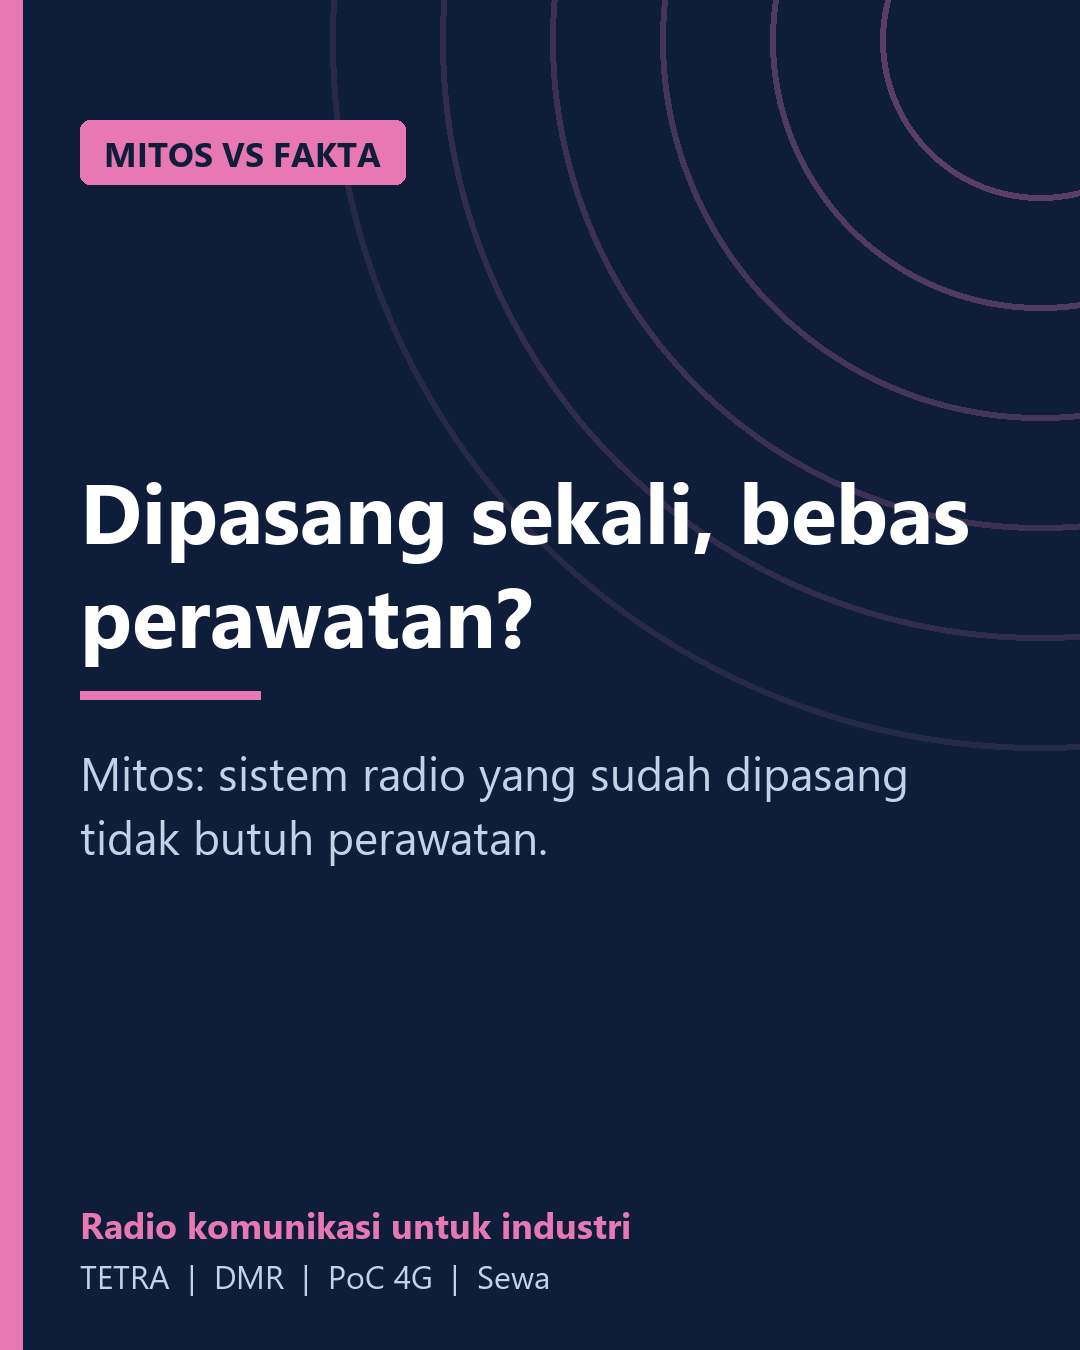 MITOS VS FAKTA
Dipasang sekali, bebas
perawatan?
Mitos: sistem radio yang sudah dipasang
tidak butuh perawatan.
Radio komunikasi untuk industri
TETRA | DMR | PoC 4G | Sewa